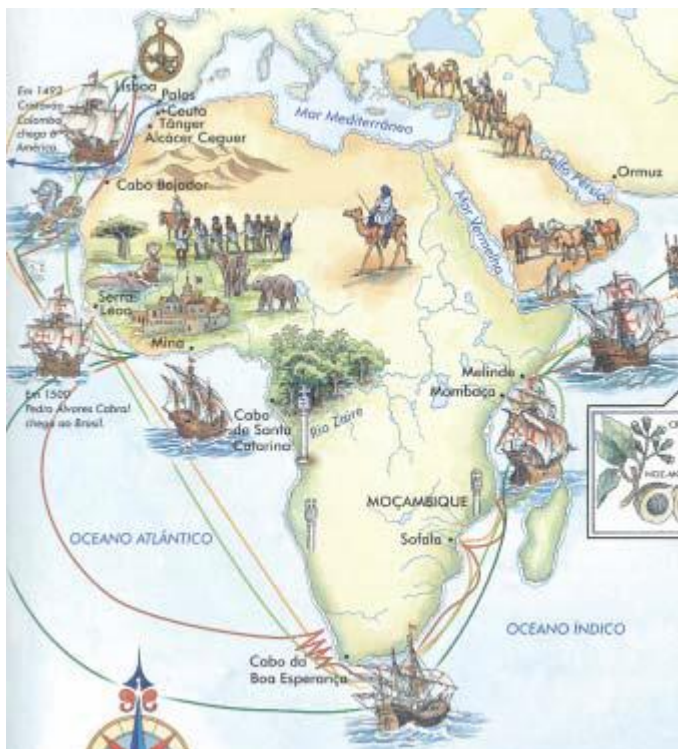 Em 1492
Cristóvão
Colombo
chega à
América.
Lisboa
Palos
Ceuta
Tânger
Alcácer Ceguer
Mar Mediterrâneo
Golfo Pérsico
Ormuz
Cabo Bojador
Mar Vermelho
Serra
Leoa
Mina
Em 1500
Pedro Álvares Cabral
chega ao Brasil.
Melinde
Mombaça
Cabo
de Santa
Catarina
Rio Zaire
MOÇAMBIQUE
Sofala
OCEANO ATLÂNTICO
OCEANO ÍNDICO
Cabo da
Boa Esperança